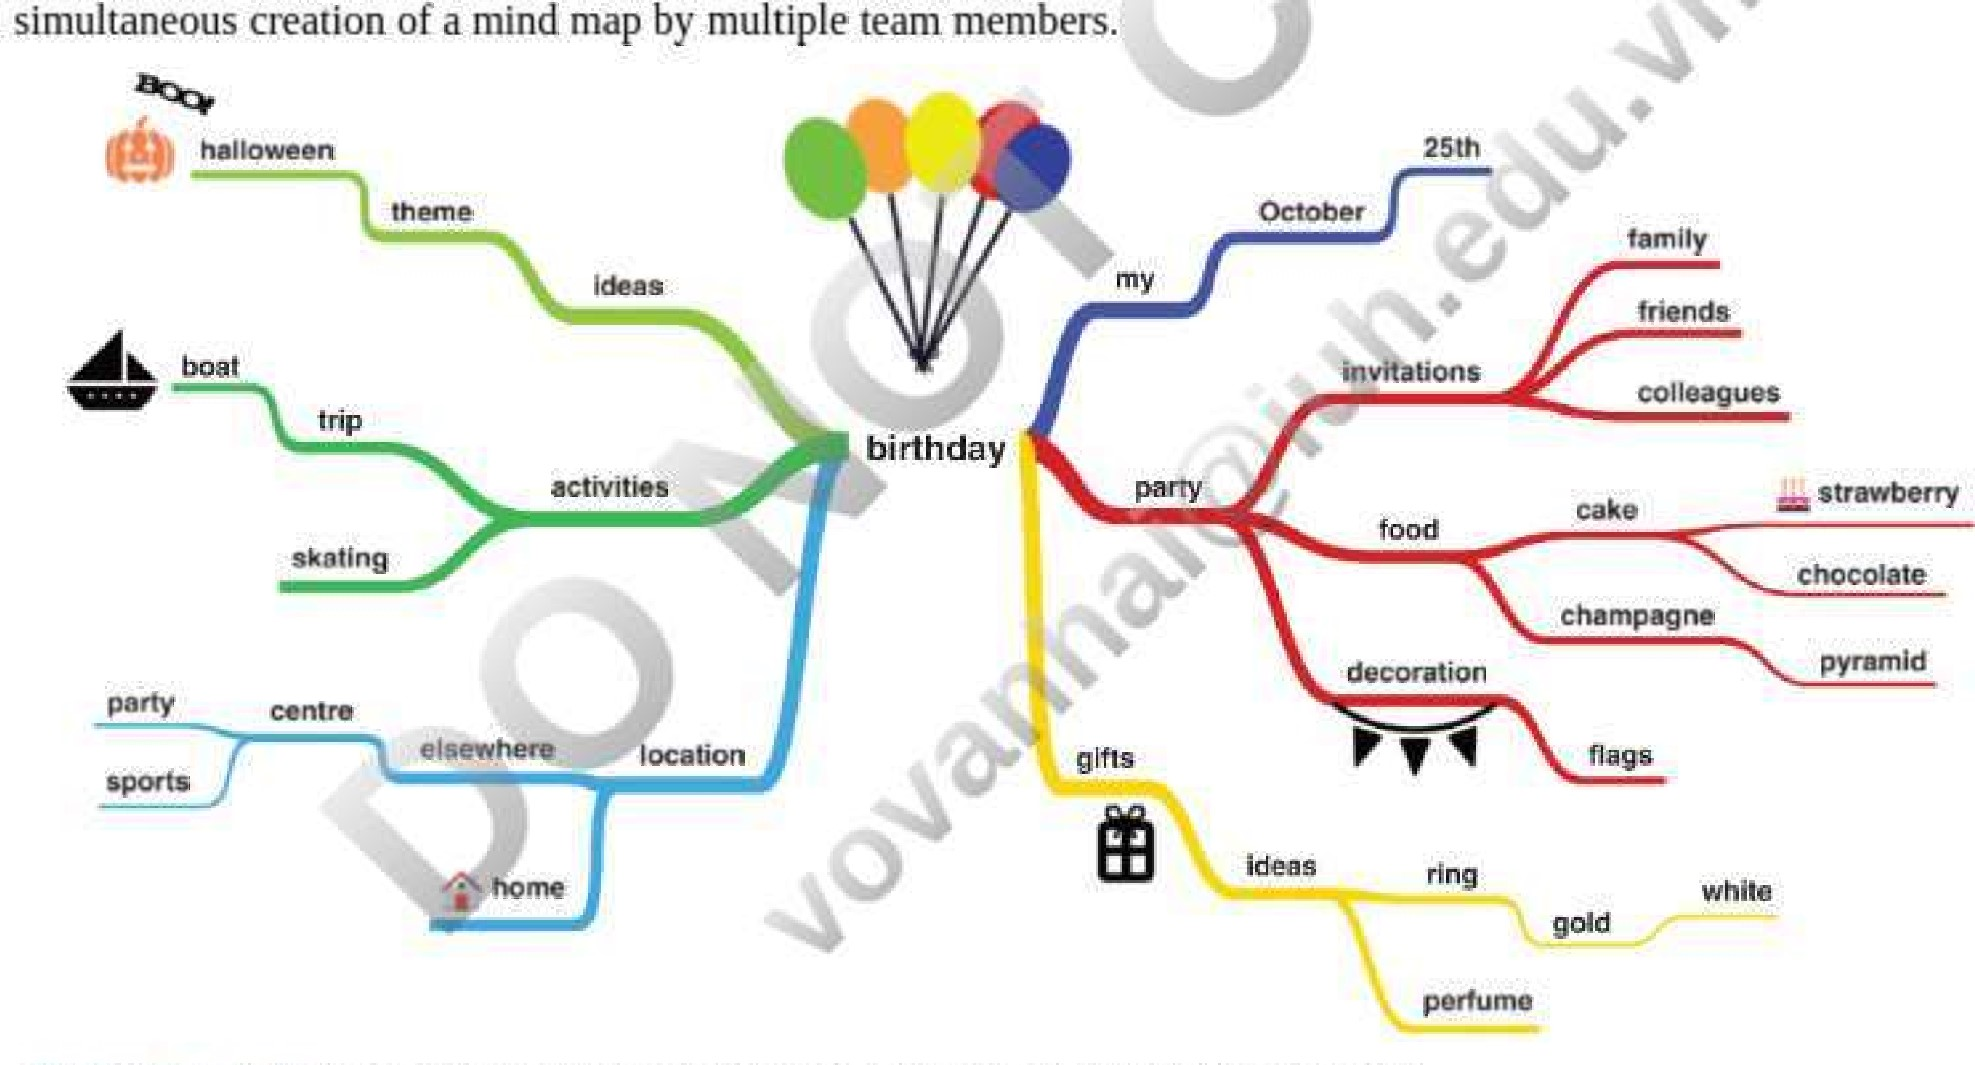 simultaneous creation of a mind map by multiple team members.
BOO!
halloween
theme
ideas
boat
trip
activities
skating
party
centre
elsewhere
location
sports
home
birthday
my
October
25th
party
invitations
family
friends
colleagues
food
cake
strawberry
chocolate
champagne
pyramid
decoration
flags
gifts
ideas
ring
gold
white
perfume
DO NOT C
vovanhai@iuh.edu.vn